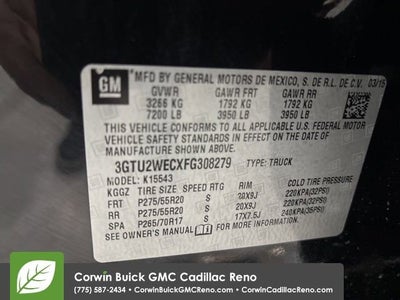 GM
MFD BY GENERAL MOTORS DE MEXICO, S. DE R.L. DE C.V. 03/15
GVWR GAWR FRT GAWR RR
3266 KG 1792 KG 1792 KG
7200 LB 3950 LB 3950 LB
THIS VEHICLE CONFORMS TO ALL APPLICABLE U.S. FEDERAL MOTOR
VEHICLE SAFETY STANDARDS IN EFFECT ON THE DATE OF
MANUFACTURE SHOWN ABOVE.
3GTU2WECXFG308279 TYPE: TRUCK
MODEL: K15543
KGGZ TIRE SIZE SPEED RTG RIM COLD TIRE PRESSURE
FRT P275/55R20 S 20X9J 220KPA(32PSI)
RR P275/55R20 S 20X9J 220KPA(32PSI)
SPA P265/70R17 S 17X7.5J 240KPA(35PSI)
SEE OWNER'S MANUAL FOR MORE INFORMATION.
Corwin Buick GMC Cadillac Reno
(775) 587-2434 • CorwinBuickGMCReno.com • CorwinCadillacReno.com